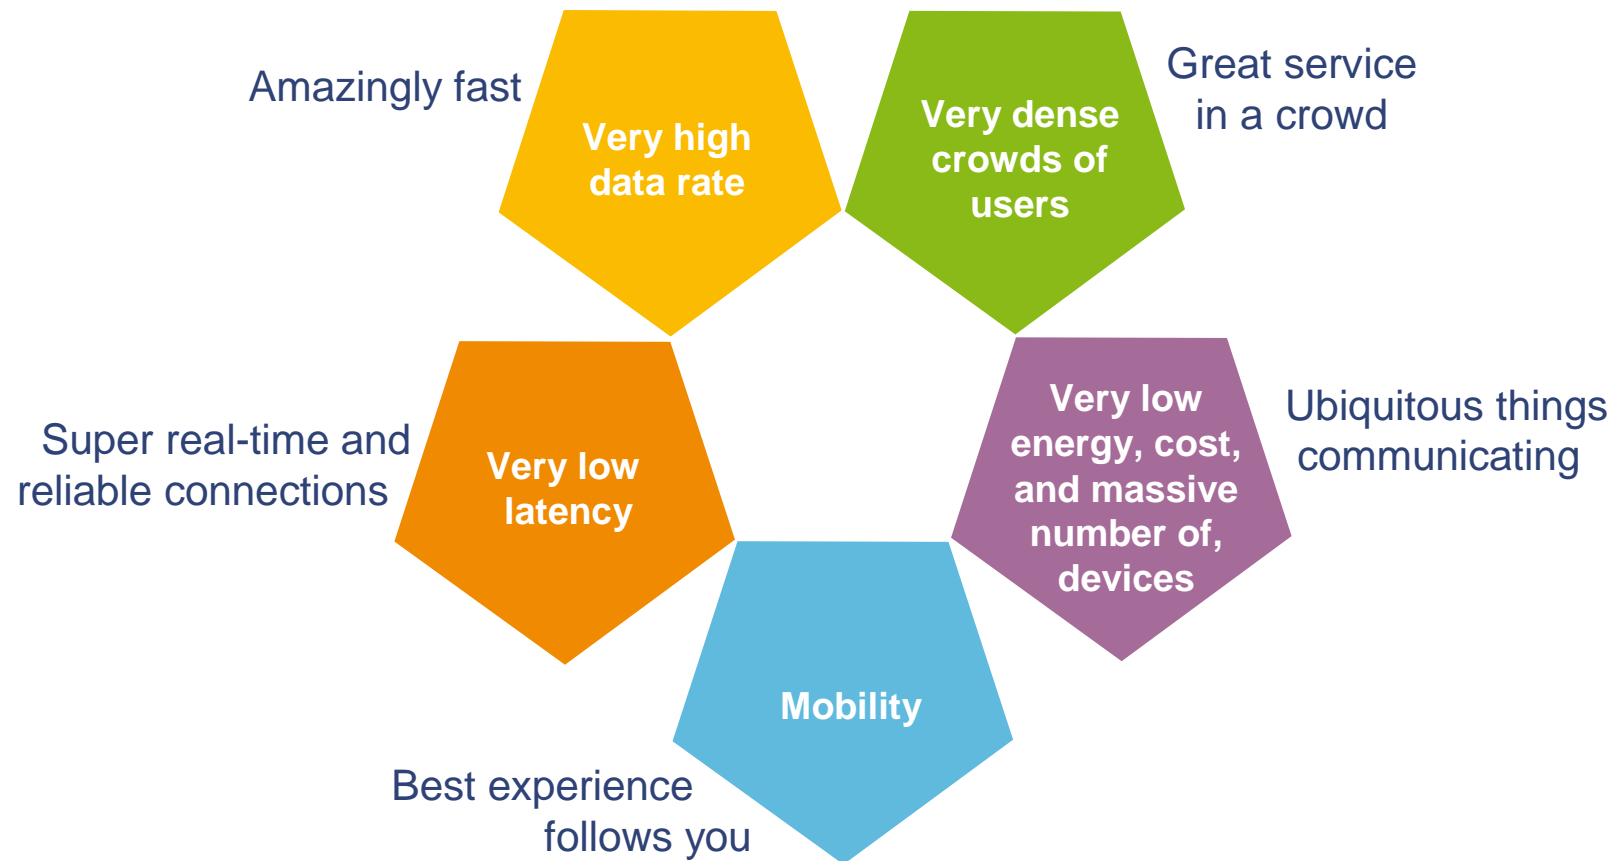 Amazingly fast
Very high
data rate
Very dense
crowds of
users
Great service
in a crowd
Super real-time and
reliable connections
Very low
latency
Very low
energy, cost,
and massive
number of,
devices
Ubiquitous things
communicating
Mobility
Best experience
follows you